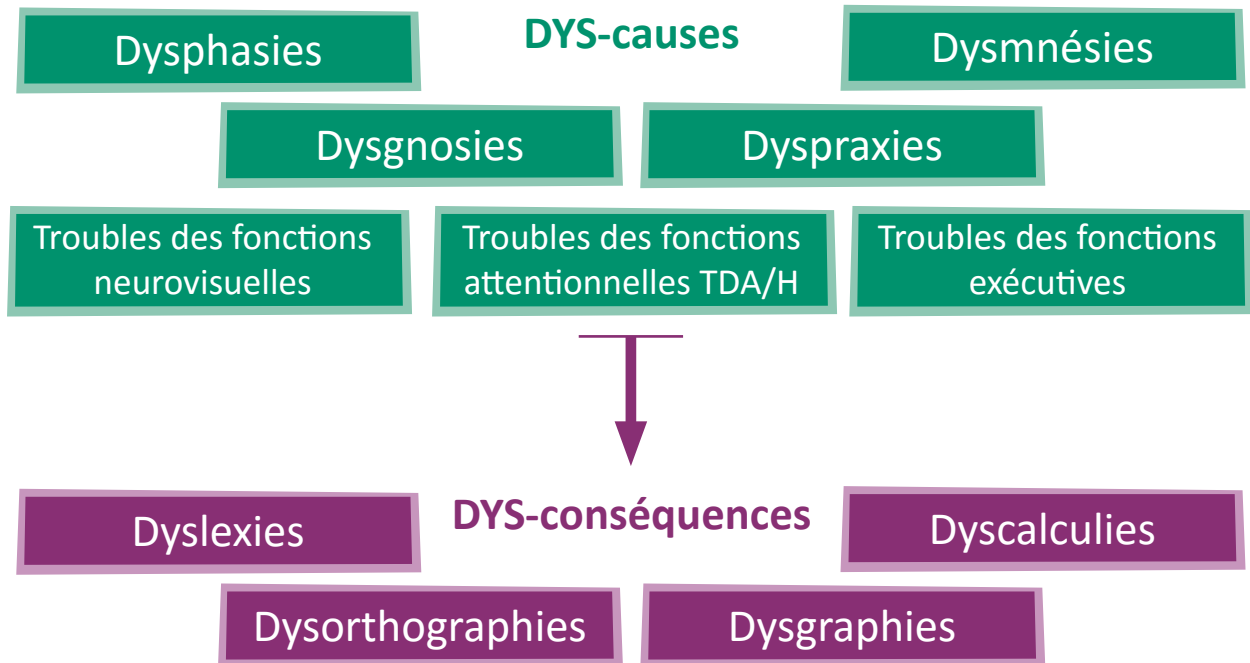 DYS-causes
Dysphasies
Dysmnésies
Dysgnosies
Dyspraxies
Troubles des fonctions
neurovisuelles
Troubles des fonctions
attentionnelles TDA/H
Troubles des fonctions
exécutives
DYS-conséquences
Dyslexies
Dyscalculies
Dysorthographies
Dysgraphies